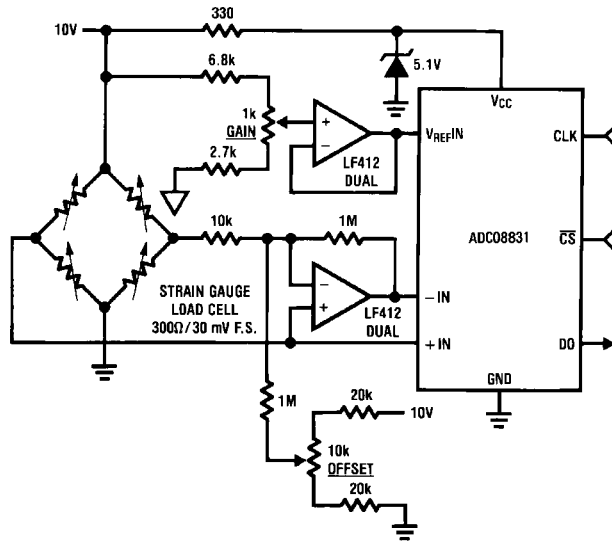 10V
330
5.1V
6.8k
1k
GAIN
2.7k
+
−
LF412
DUAL
VCC
VREFIN
CLK
ADC08831
CS
10k
1M
STRAIN GAUGE
LOAD CELL
300Ω/30 mV F.S.
−
+
LF412
DUAL
−IN
+IN
DO
GND
1M
20k
10V
10k
OFFSET
20k